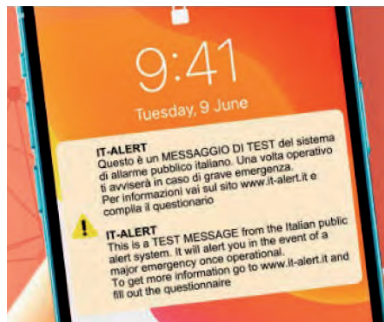 9:41
Tuesday, 9 June
IT-ALERT
Questo è un MESSAGGIO DI TEST del sistema
di allarme pubblico italiano. Una volta operativo
ti avviserà in caso di grave emergenza.
Per informazioni vai sul sito www.it-alert.it e
compila il questionario
IT-ALERT
This is a TEST MESSAGE from the Italian public
alert system. It will alert you in the event of a
major emergency once operational.
To get more information go to www.it-alert.it and
fill out the questionnaire